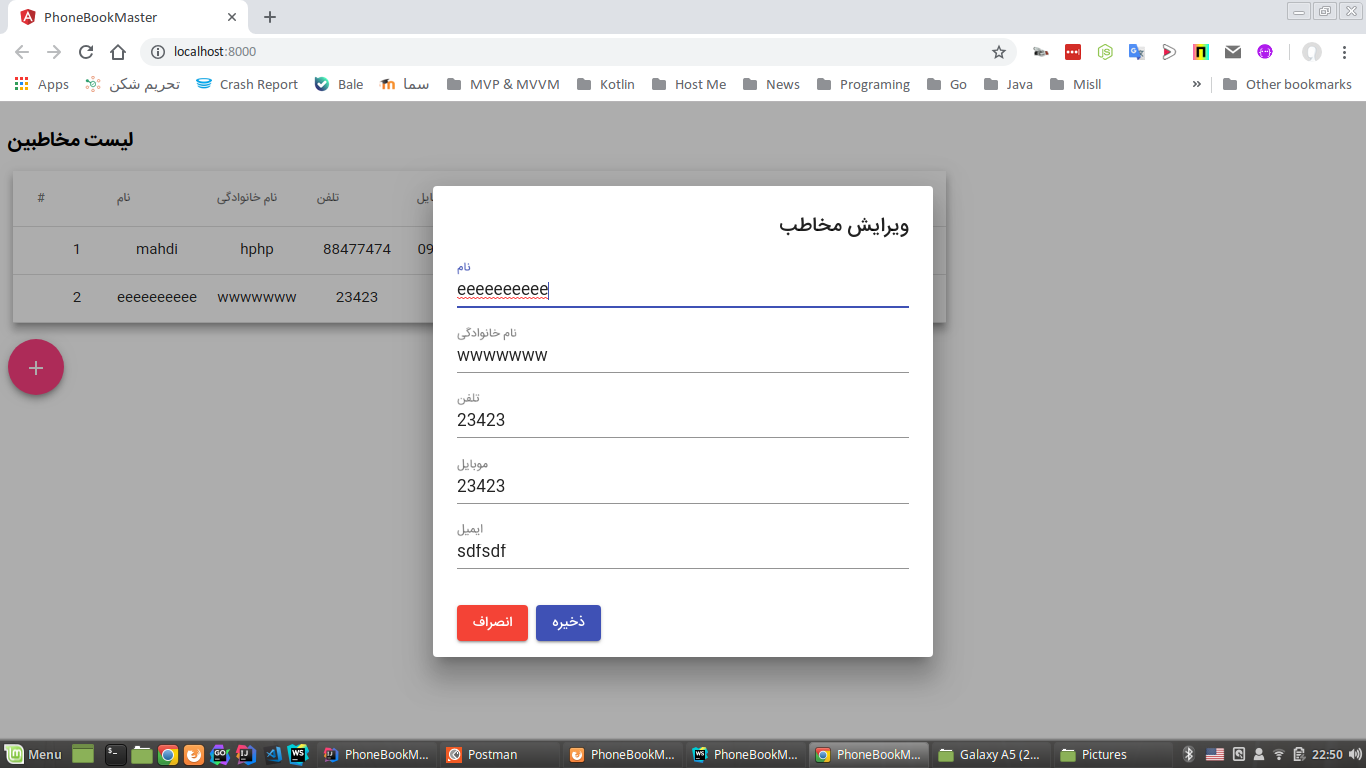 PhoneBookMaster
localhost:8000
Apps تحریم شکن Crash Report Bale سما MVP & MVVM Kotlin Host Me News Programing Go Java Misll » Other bookmarks
لیست مخاطبین
# نام نام خانوادگی تلفن
1 mahdi hphp 88477474 09
2 eeeeeeeeee wwwwwww 23423
ویرایش مخاطب
نام
eeeeeeeeee
نام خانوادگی
wwwwwww
تلفن
23423
موبایل
23423
ایمیل
sdfsdf
انصراف ذخیره
Menu PhoneBookM... Postman PhoneBookM... PhoneBookM... PhoneBookM... Galaxy A5 (2... Pictures 22:50